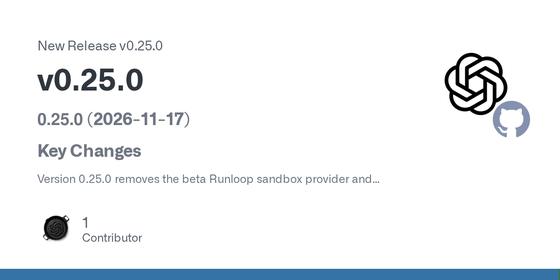 New Release v0.25.0
v0.25.0
0.25.0 (2026-11-17)
Key Changes
Version 0.25.0 removes the beta Runloop sandbox provider and...
1
Contributor